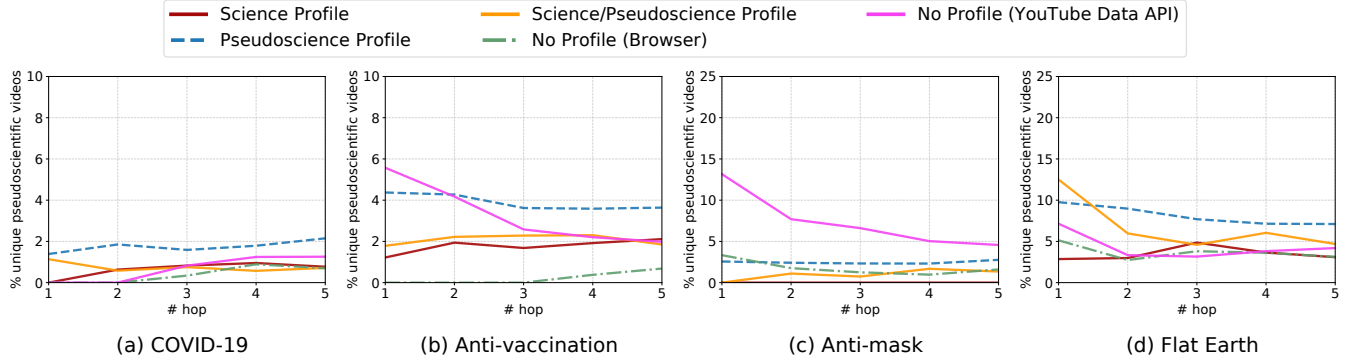 Science Profile
Science/Pseudoscience Profile
No Profile (YouTube Data API)
Pseudoscience Profile
No Profile (Browser)
% unique pseudoscientific videos
10
8
6
4
2
0
1 2 3 4 5
# hop
(a) COVID-19
% unique pseudoscientific videos
10
8
6
4
2
0
1 2 3 4 5
# hop
(b) Anti-vaccination
% unique pseudoscientific videos
25
20
15
10
5
0
1 2 3 4 5
# hop
(c) Anti-mask
% unique pseudoscientific videos
25
20
15
10
5
0
1 2 3 4 5
# hop
(d) Flat Earth